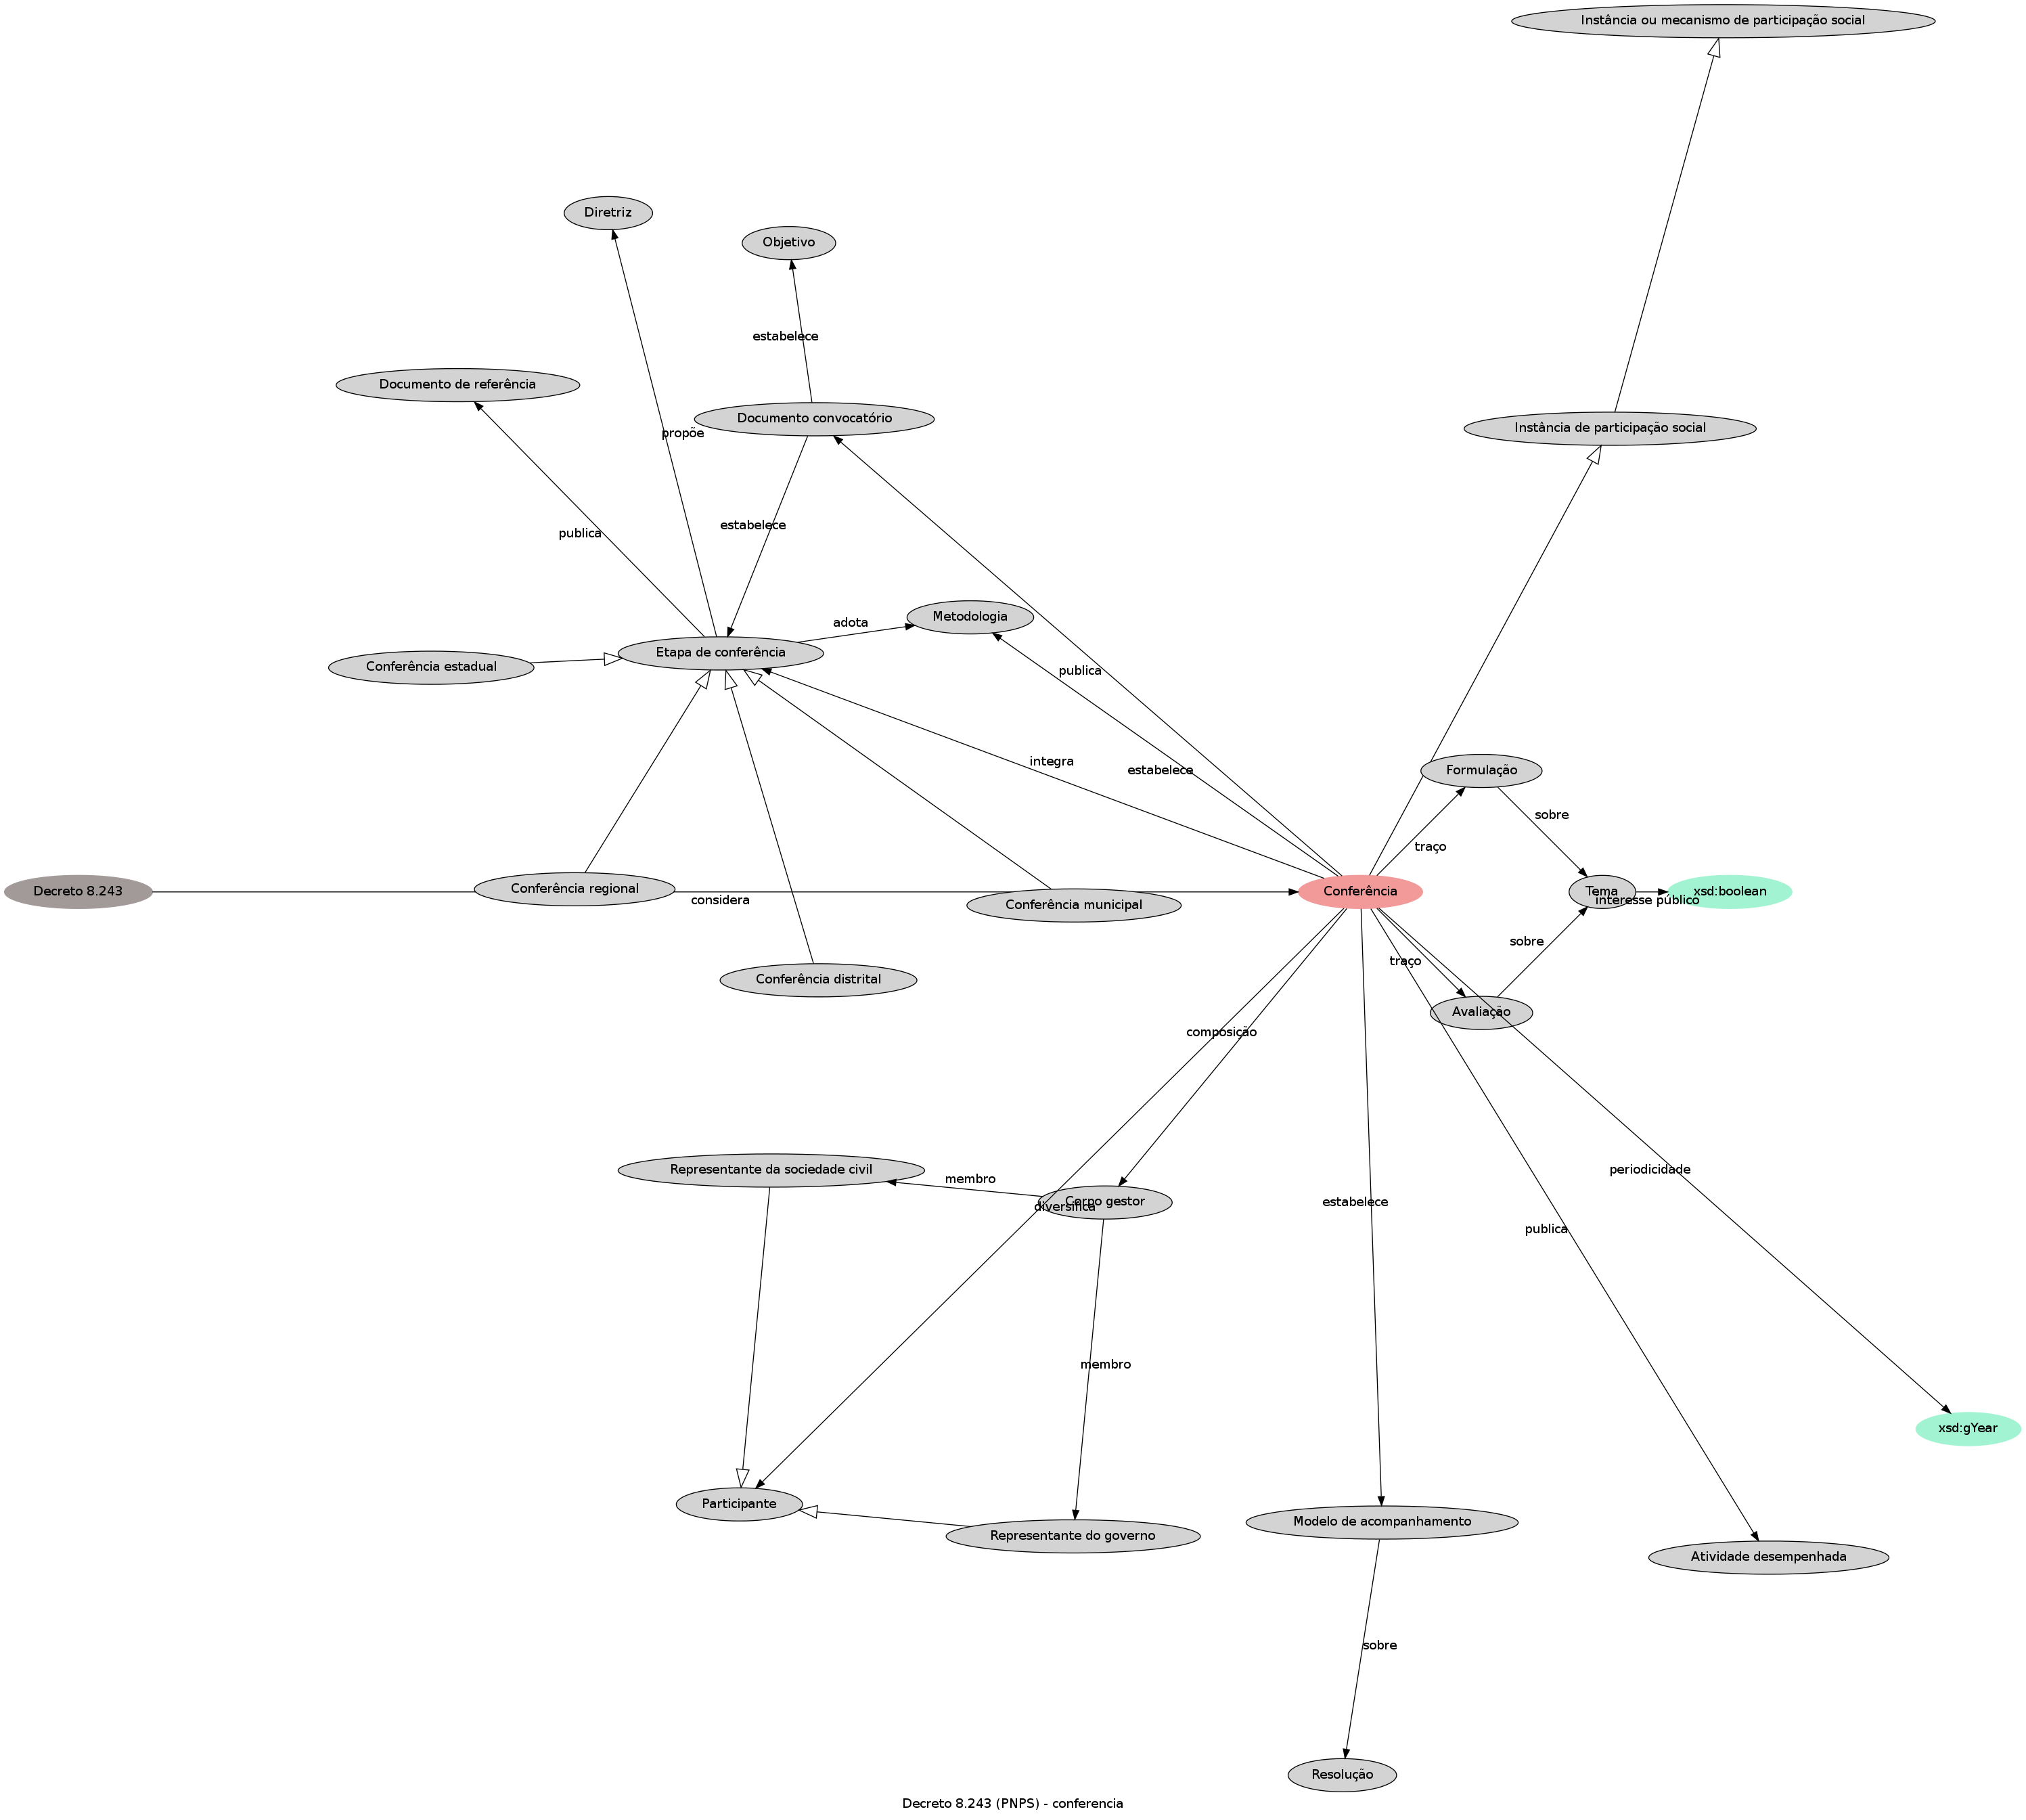 Instância ou mecanismo de participação social
Diretriz
Objetivo
estabelece
Documento de referência
Documento convocatório
Instância de participação social
propõe
publica
estabelece
Metodologia
adota
Etapa de conferência
Conferência estadual
publica
integra
estabelece
Formulação
sobre
traço
Decreto 8.243
Conferência regional
considera
Conferência municipal
Conferência
Tema
interesse público
xsd:boolean
sobre
traço
Conferência distrital
Avaliação
composição
Representante da sociedade civil
membro
Corpo gestor
diversifica
estabelece
periodicidade
publica
membro
xsd:gYear
Participante
Representante do governo
Modelo de acompanhamento
Atividade desempenhada
sobre
Resolução
Decreto 8.243 (PNPS) - conferencia